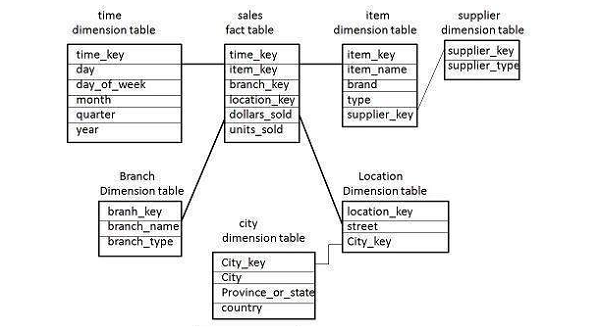 time
dimension table
time_key
day
day_of_week
month
quarter
year
sales
fact table
time_key
item_key
branch_key
location_key
dollars_sold
units_sold
item
dimension table
item_key
item_name
brand
type
supplier_key
supplier
dimension table
supplier_key
supplier_type
Branch
Dimension table
branh_key
branch_name
branch_type
city
dimension table
City_key
City
Province_or_state
country
Location
Dimension table
location_key
street
City_key